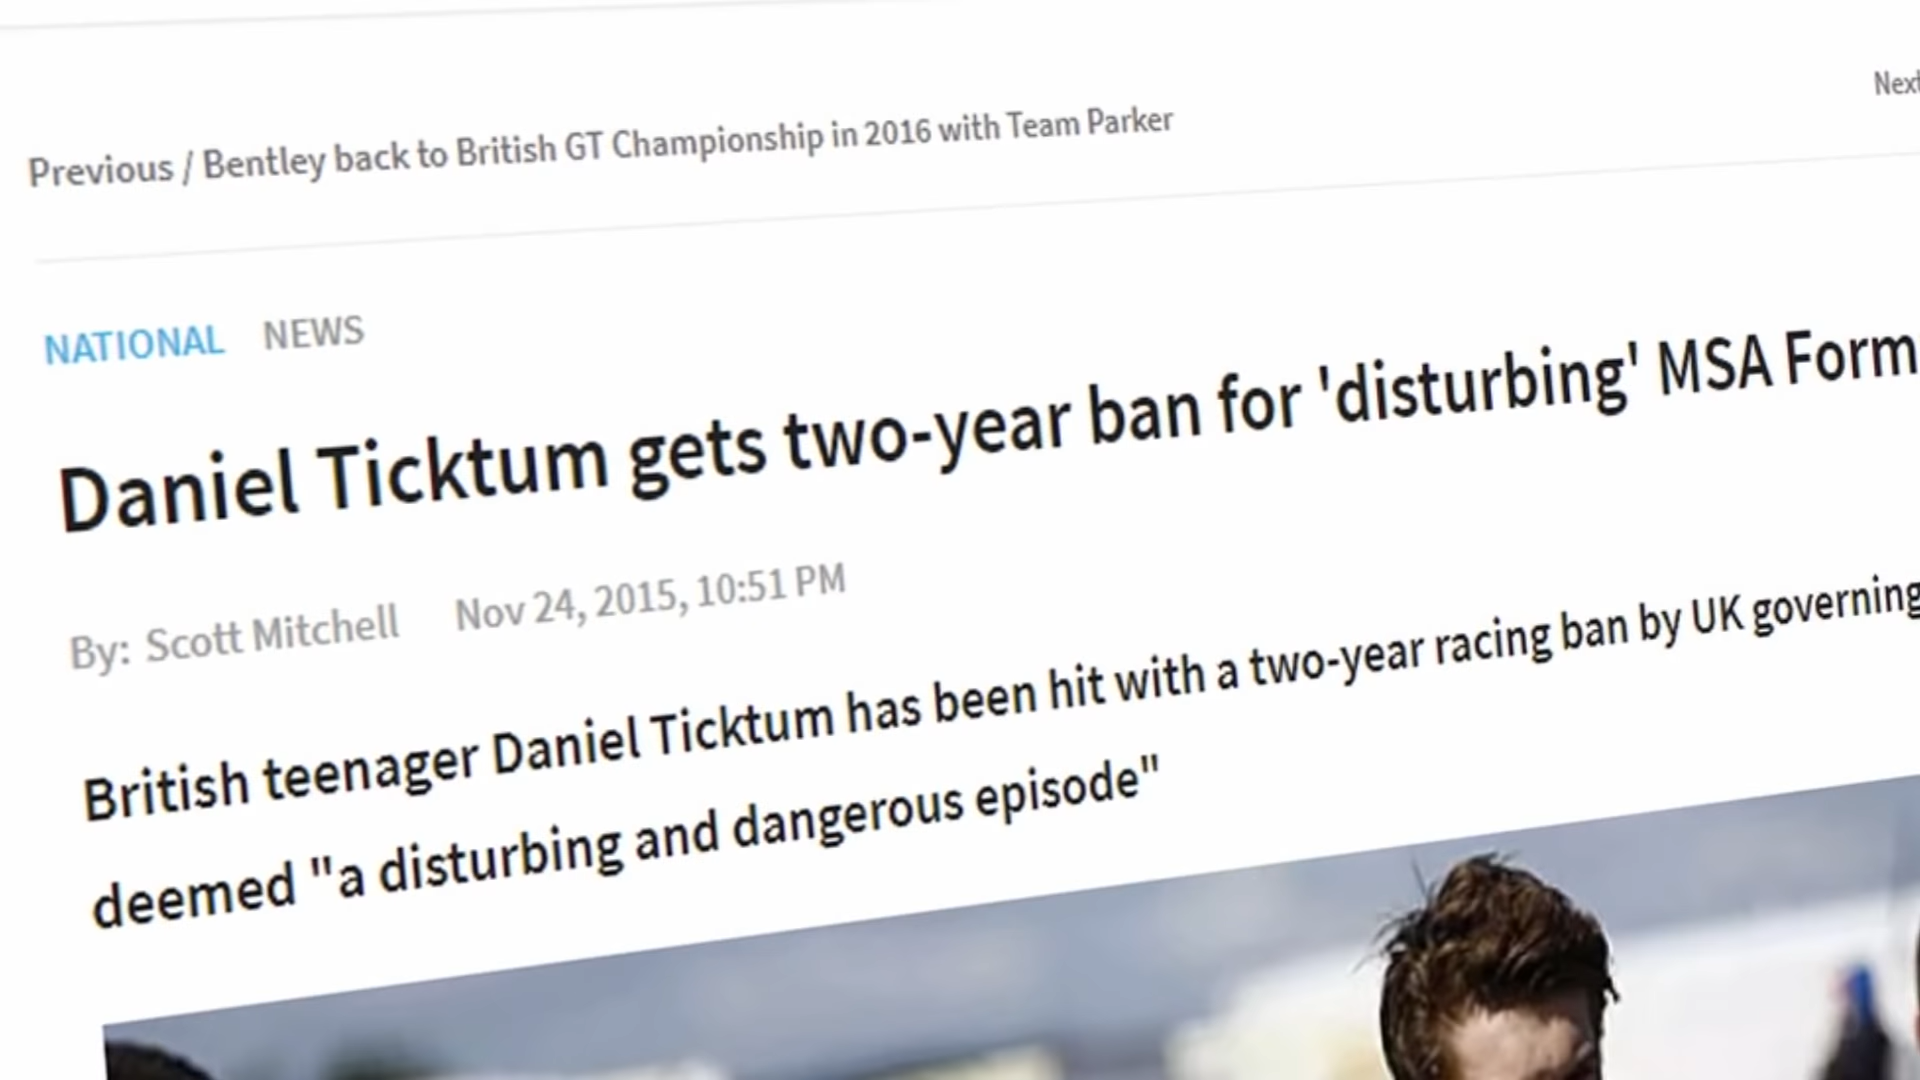 Next
Previous / Bentley back to British GT Championship in 2016 with Team Parker
NATIONAL NEWS
Daniel Ticktum gets two-year ban for 'disturbing' MSA Form
By: Scott Mitchell Nov 24, 2015, 10:51 PM
British teenager Daniel Ticktum has been hit with a two-year racing ban by UK governing
deemed "a disturbing and dangerous episode"